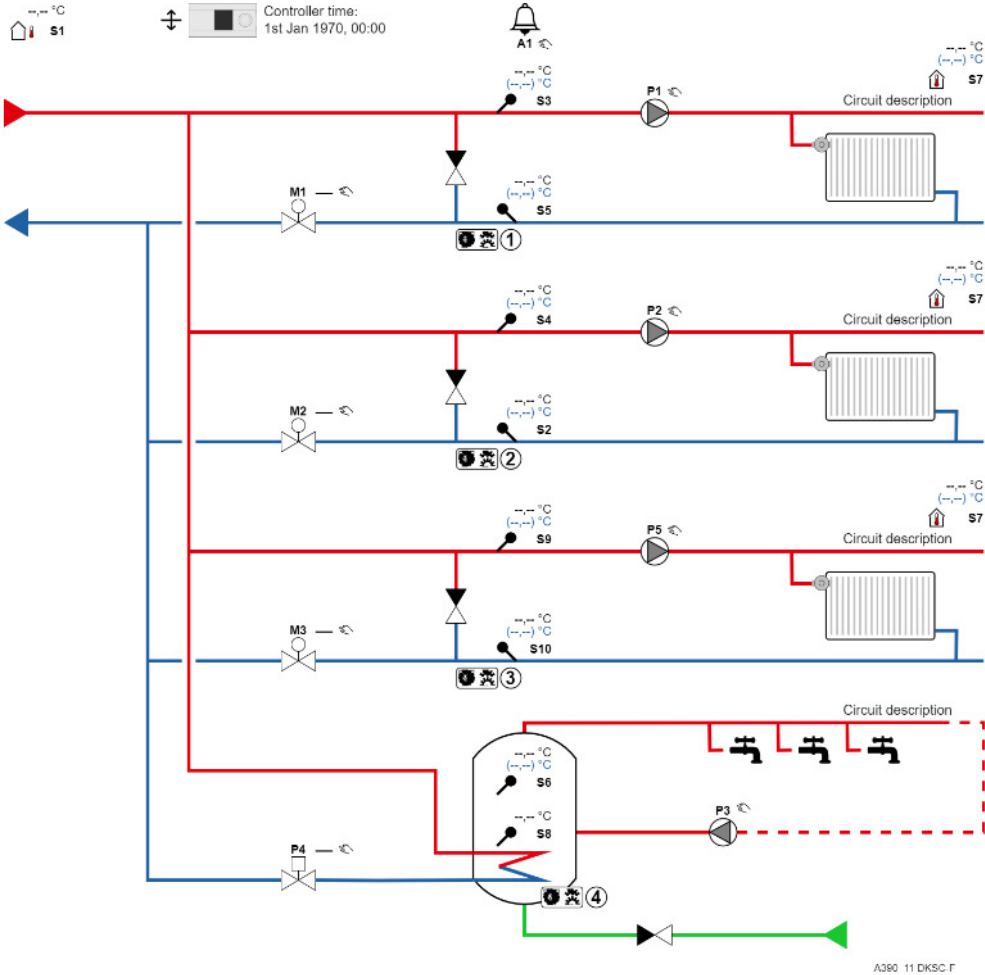 --,-- °C
S1
Controller time:
1st Jan 1970, 00:00
A1
--,-- °C
(--,--) °C
S3
P1
--,-- °C
(--,--) °C
S7
Circuit description
M1
--,-- °C
(--,--) °C
S5
1
--,-- °C
(--,--) °C
S4
P2
--,-- °C
(--,--) °C
S7
Circuit description
M2
--,-- °C
(--,--) °C
S2
2
--,-- °C
(--,--) °C
S9
P5
--,-- °C
(--,--) °C
S7
Circuit description
M3
--,-- °C
(--,--) °C
S10
3
Circuit description
--,-- °C
(--,--) °C
S6
--,-- °C
S8
P3
P4
4
A390_11 DKSC-F